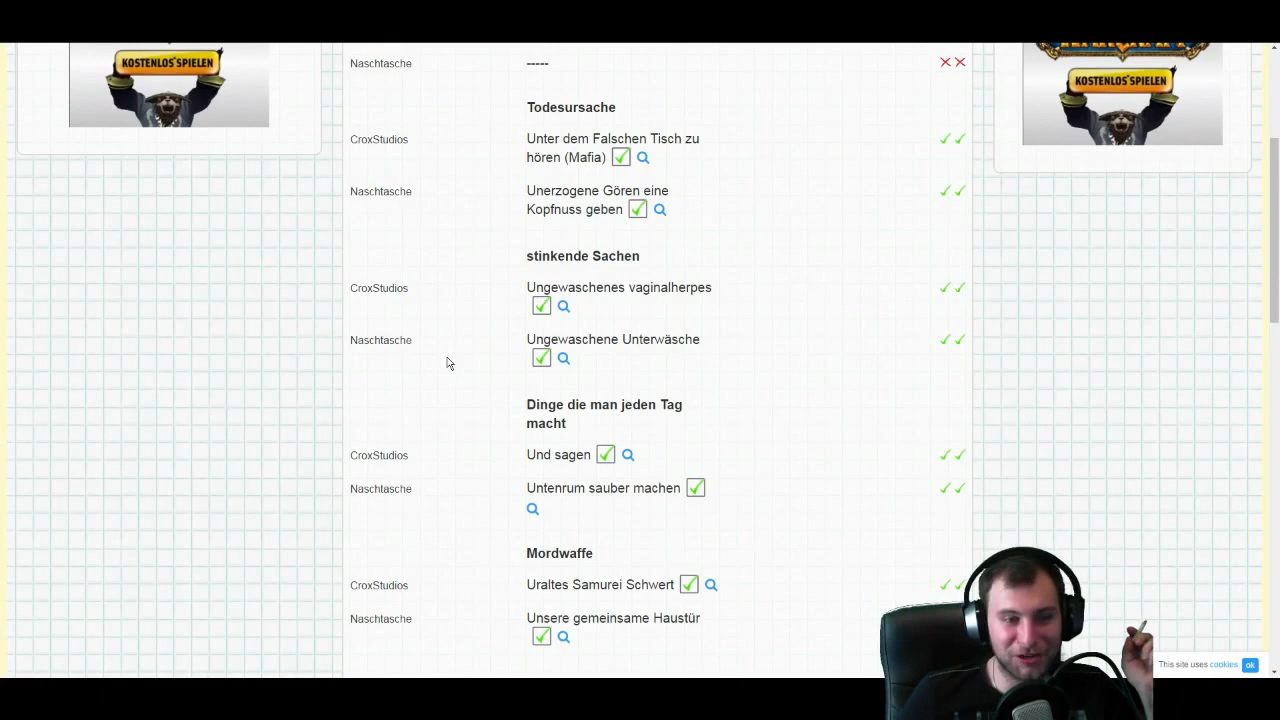 KOSTENLOS SPIELEN
KOSTENLOS SPIELEN
Naschtasche -----
Todesursache
CroxStudios Unter dem Falschen Tisch zu
hören (Mafia)
Naschtasche Unerzogene Gören eine
Kopfnuss geben
stinkende Sachen
CroxStudios Ungewaschenes vaginalherpes
Naschtasche Ungewaschene Unterwäsche
Dinge die man jeden Tag
macht
CroxStudios Und sagen
Naschtasche Untenrum sauber machen
Mordwaffe
CroxStudios Uraltes Samurei Schwert
Naschtasche Unsere gemeinsame Haustür
This site uses cookies ok